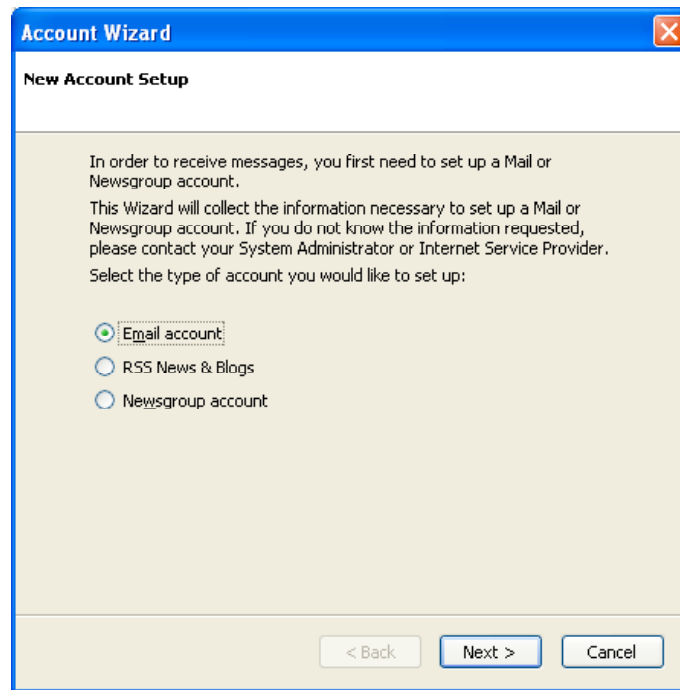 Account Wizard
New Account Setup
In order to receive messages, you first need to set up a Mail or
Newsgroup account.
This Wizard will collect the information necessary to set up a Mail or
Newsgroup account. If you do not know the information requested,
please contact your System Administrator or Internet Service Provider.
Select the type of account you would like to set up:
Email account
RSS News & Blogs
Newsgroup account
< Back
Next >
Cancel